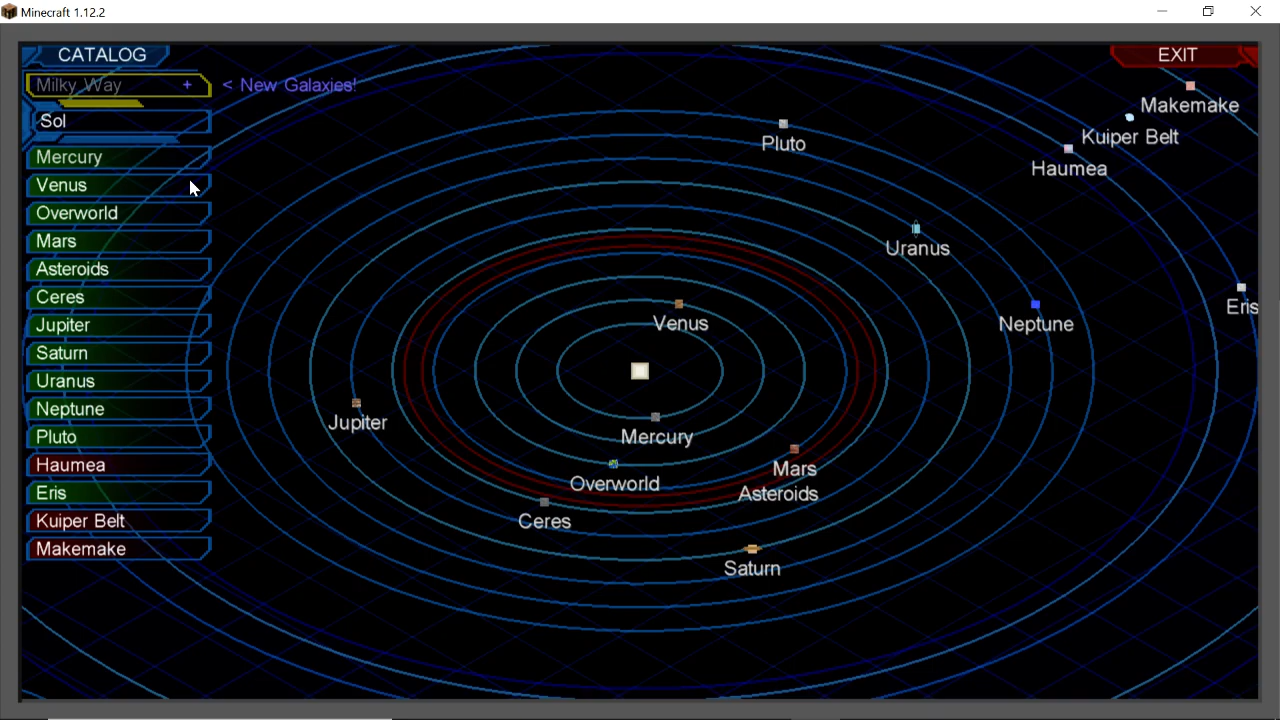 Minecraft 1.12.2
CATALOG
EXIT
Milky Way +
< New Galaxies!
Sol
Mercury
Venus
Overworld
Mars
Asteroids
Ceres
Jupiter
Saturn
Uranus
Neptune
Pluto
Haumea
Eris
Kuiper Belt
Makemake
Makemake
Kuiper Belt
Pluto
Haumea
Uranus
Eris
Venus
Neptune
Jupiter
Mercury
Mars
Overworld
Asteroids
Ceres
Saturn